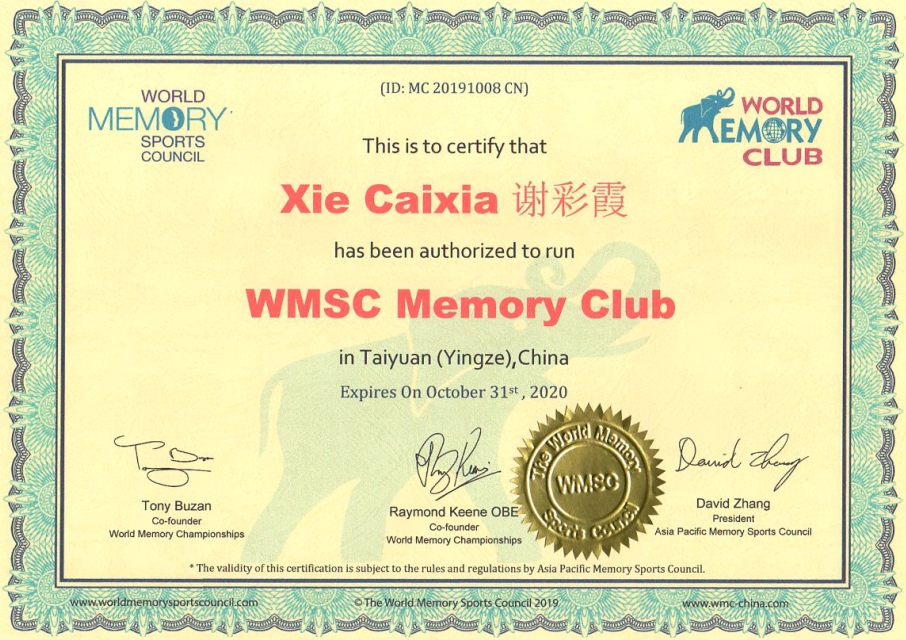 (ID: MC 20191008 CN)
WORLD
MEMORY
SPORTS
COUNCIL
WORLD
EMORY
CLUB
This is to certify that
Xie Caixia 谢彩霞
has been authorized to run
WMSC Memory Club
in Taiyuan (Yingze),China
Expires On October 31st , 2020
The World Memory
WMSC
Sports Council
Tony Buzan
Co-founder
World Memory Championships
Raymond Keene OBE
Co-founder
World Memory Championships
David Zhang
David Zhang
President
Asia Pacific Memory Sports Council
* The validity of this certification is subject to the rules and regulations by Asia Pacific Memory Sports Council.
www.worldmemorysportscouncil.com
© The World Memory Sports Council 2019
www.wmc-china.com